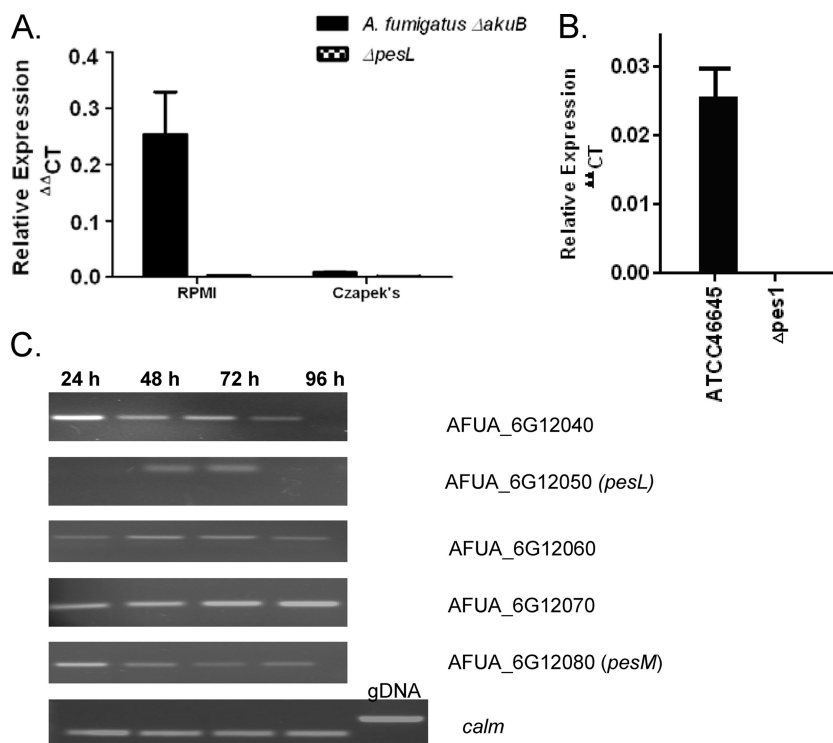 A.
A. fumigatus ΔakuB
ΔpesL
Relative Expression
ΔΔCT
0.4
0.3
0.2
0.1
0.0
RPMI
Czapek's
B.
Relative Expression
ΔΔCT
0.03
0.02
0.01
0.00
ATCC46645
Δpes1
C.
24 h 48 h 72 h 96 h
AFUA_6G12040
AFUA_6G12050 (pesL)
AFUA_6G12060
AFUA_6G12070
AFUA_6G12080 (pesM)
gDNA
calm